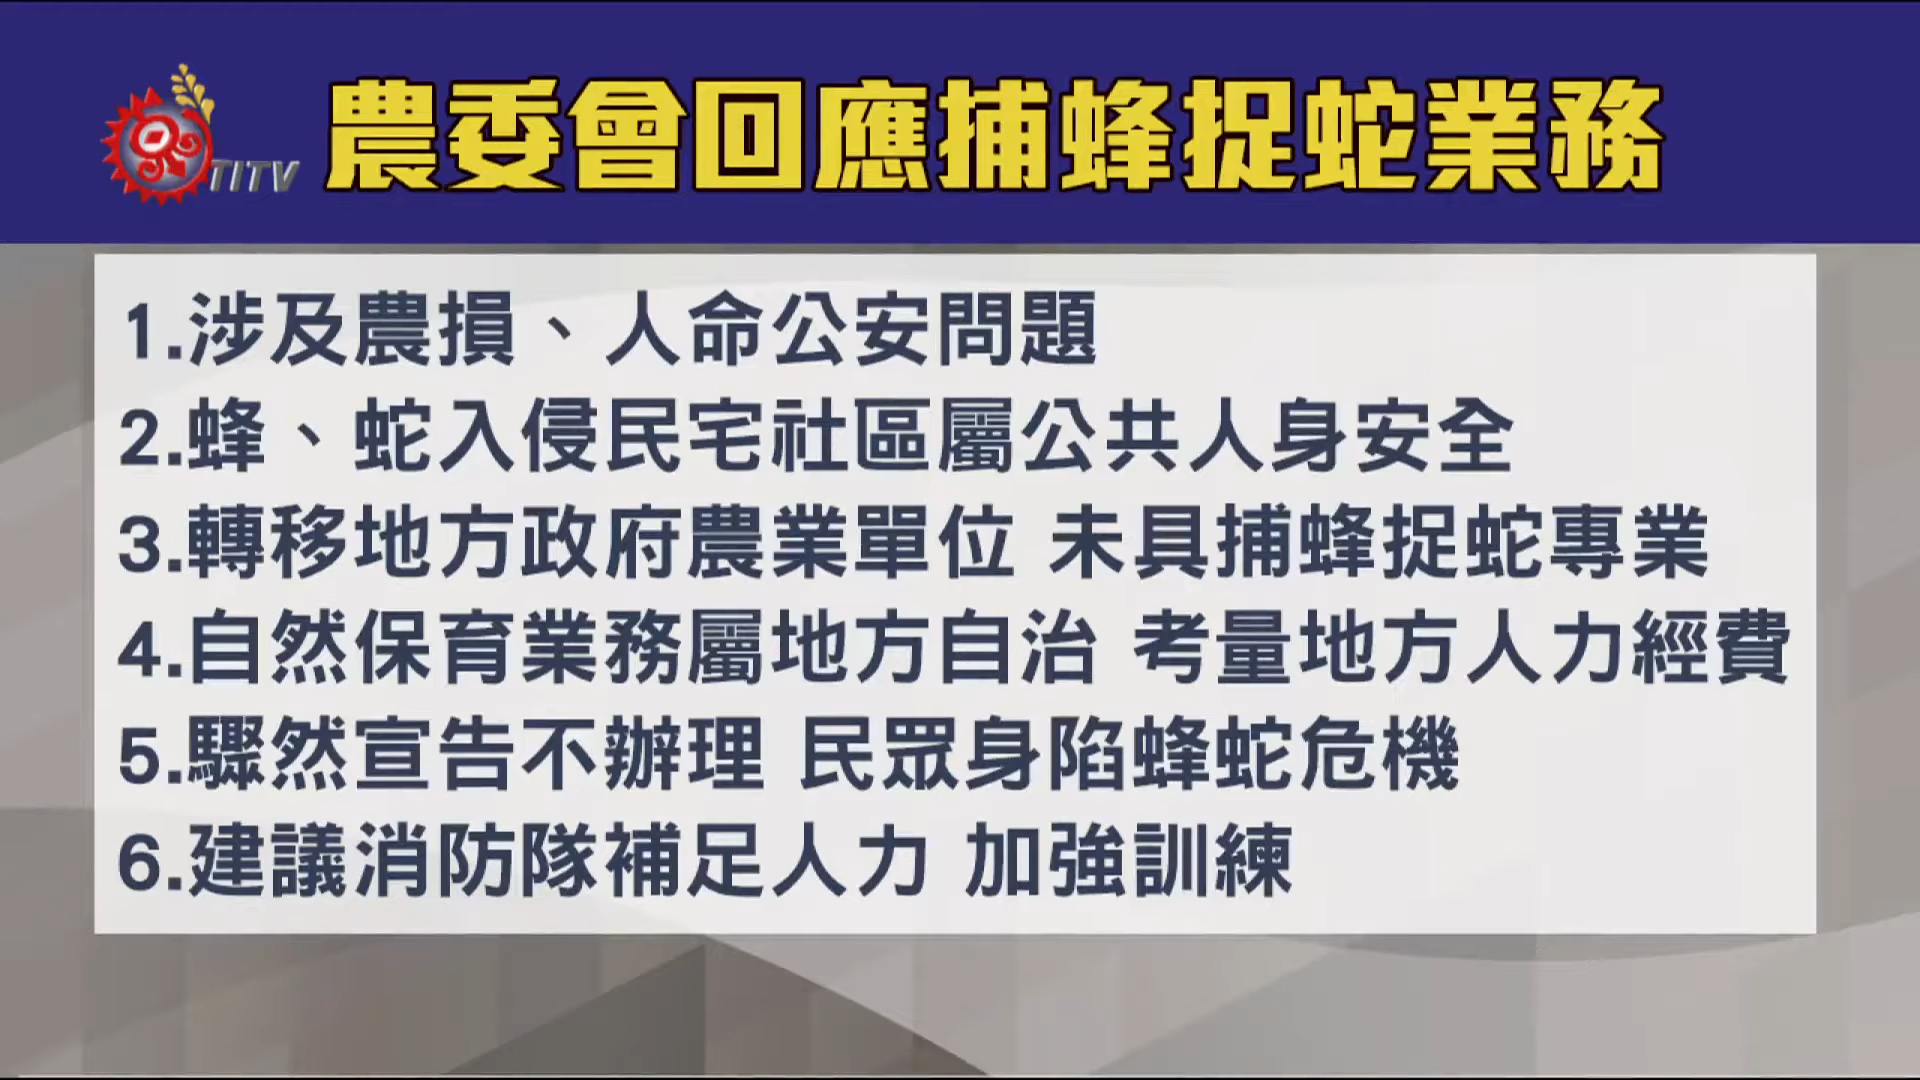 TITV
農委會回應捕蜂捉蛇業務
1.涉及農損、人命公安問題
2.蜂、蛇入侵民宅社區屬公共人身安全
3.轉移地方政府農業單位 未具捕蜂捉蛇專業
4.自然保育業務屬地方自治 考量地方人力經費
5.驟然宣告不辦理 民眾身陷蜂蛇危機
6.建議消防隊補足人力 加強訓練